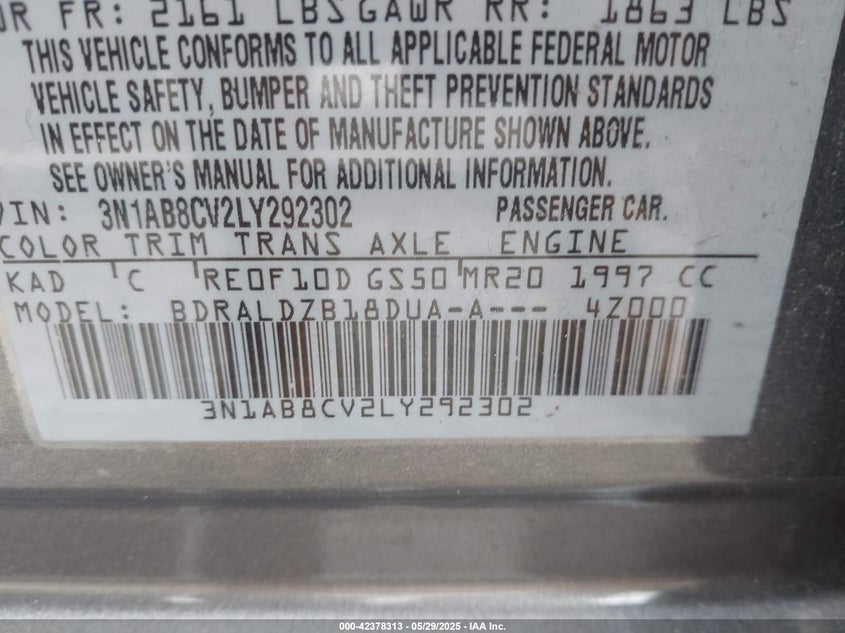 FR: 2161 LBS GAWR RR: 1863 LBS
THIS VEHICLE CONFORMS TO ALL APPLICABLE FEDERAL MOTOR
VEHICLE SAFETY, BUMPER AND THEFT PREVENTION STANDARDS
IN EFFECT ON THE DATE OF MANUFACTURE SHOWN ABOVE.
SEE OWNER'S MANUAL FOR ADDITIONAL INFORMATION.
VIN: 3N1AB8CV2LY292302 PASSENGER CAR.
COLOR TRIM TRANS AXLE ENGINE
KAD C RE0F10D GS50 MR20 1997 CC
MODEL: BDRALDZB18DUA-A--- 4Z000
3N1AB8CV2LY292302
000-42378313 - 05/29/2025 - IAA Inc.